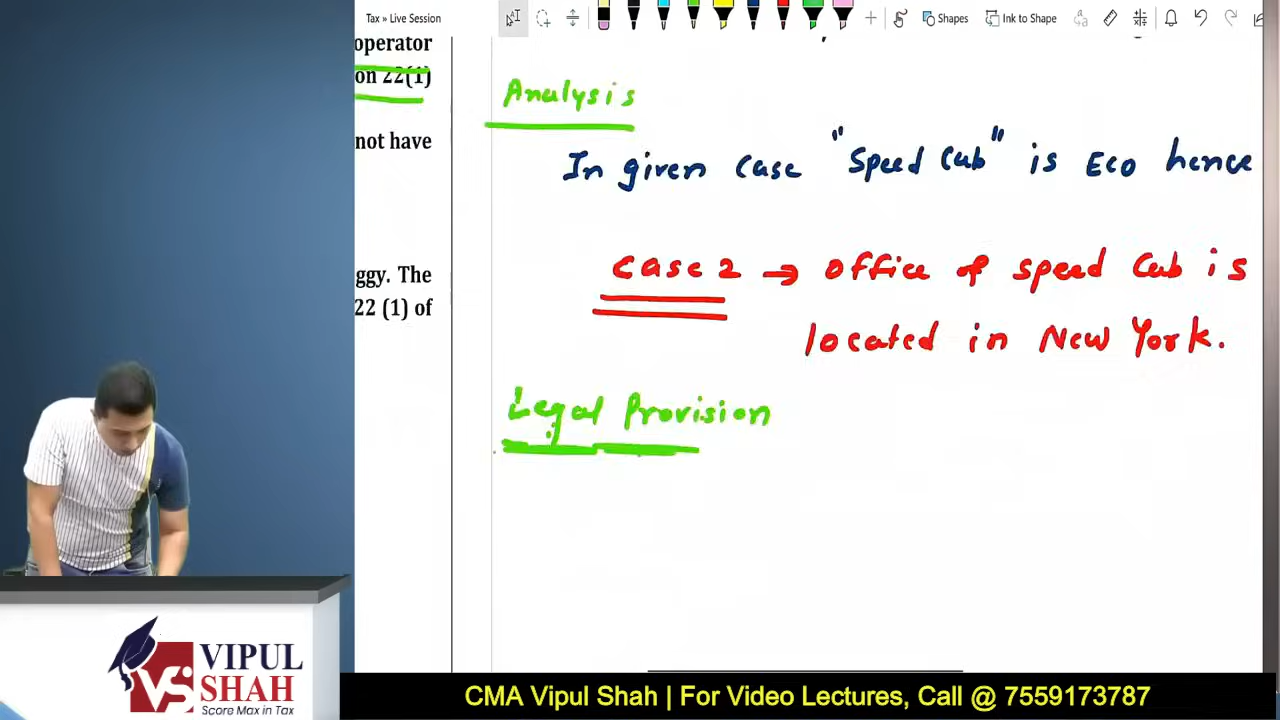 Tax » Live Session
Shapes
Ink to Shape
operator
on 22(1)
not have
ggy. The
22 (1) of
Analysis
In given case "Speed Cab" is Eco hence
case 2 → office of speed Cab is
located in New York.
Legal Provision
VS
VIPUL
SHAH
Score Max in Tax
CMA Vipul Shah | For Video Lectures, Call @ 7559173787